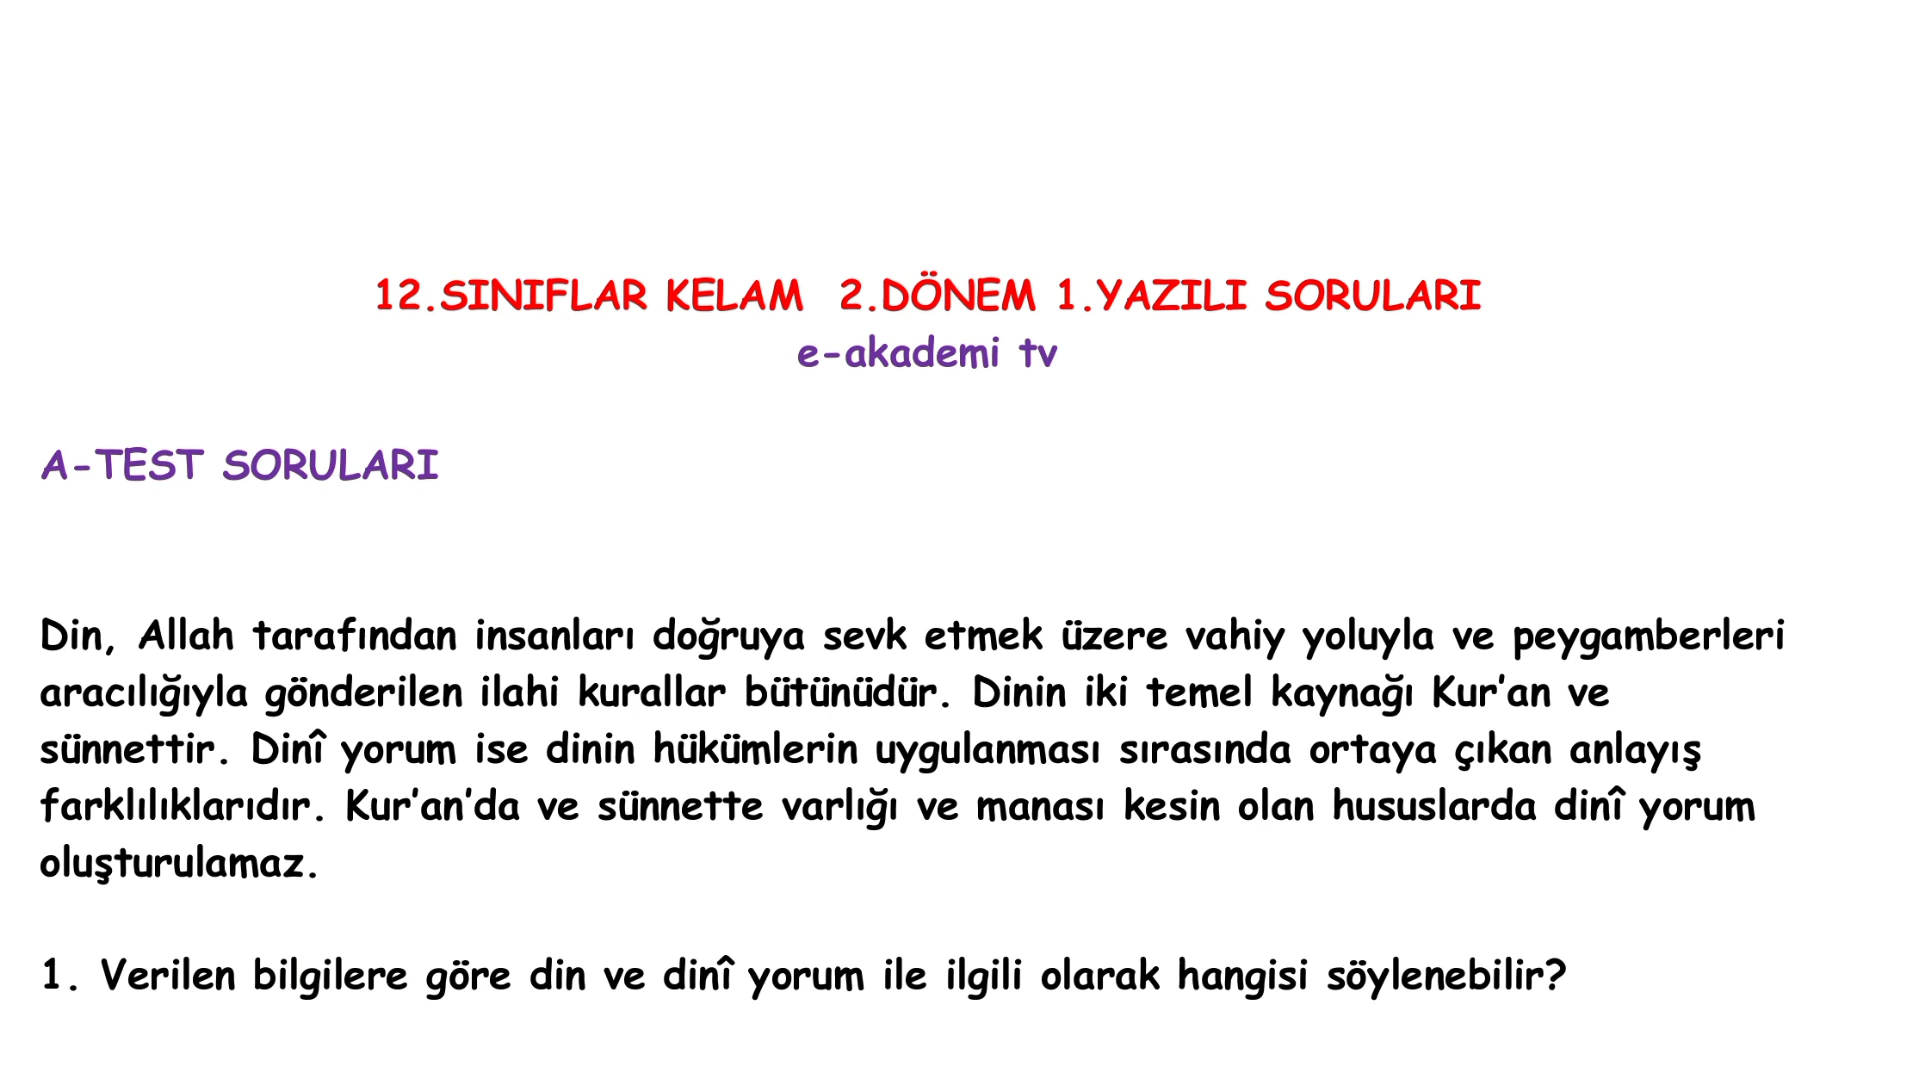 12.SINIFLAR KELAM 2.DÖNEM 1.YAZILI SORULARI
e-akademi tv
A-TEST SORULARI
Din, Allah tarafından insanları doğruya sevk etmek üzere vahiy yoluyla ve peygamberleri
aracılığıyla gönderilen ilahi kurallar bütünüdür. Dinin iki temel kaynağı Kur’an ve
sünnettir. Dinî yorum ise dinin hükümlerin uygulanması sırasında ortaya çıkan anlayış
farklılıklarıdır. Kur’an’da ve sünnette varlığı ve manası kesin olan hususlarda dinî yorum
oluşturulamaz.
1. Verilen bilgilere göre din ve dinî yorum ile ilgili olarak hangisi söylenebilir?